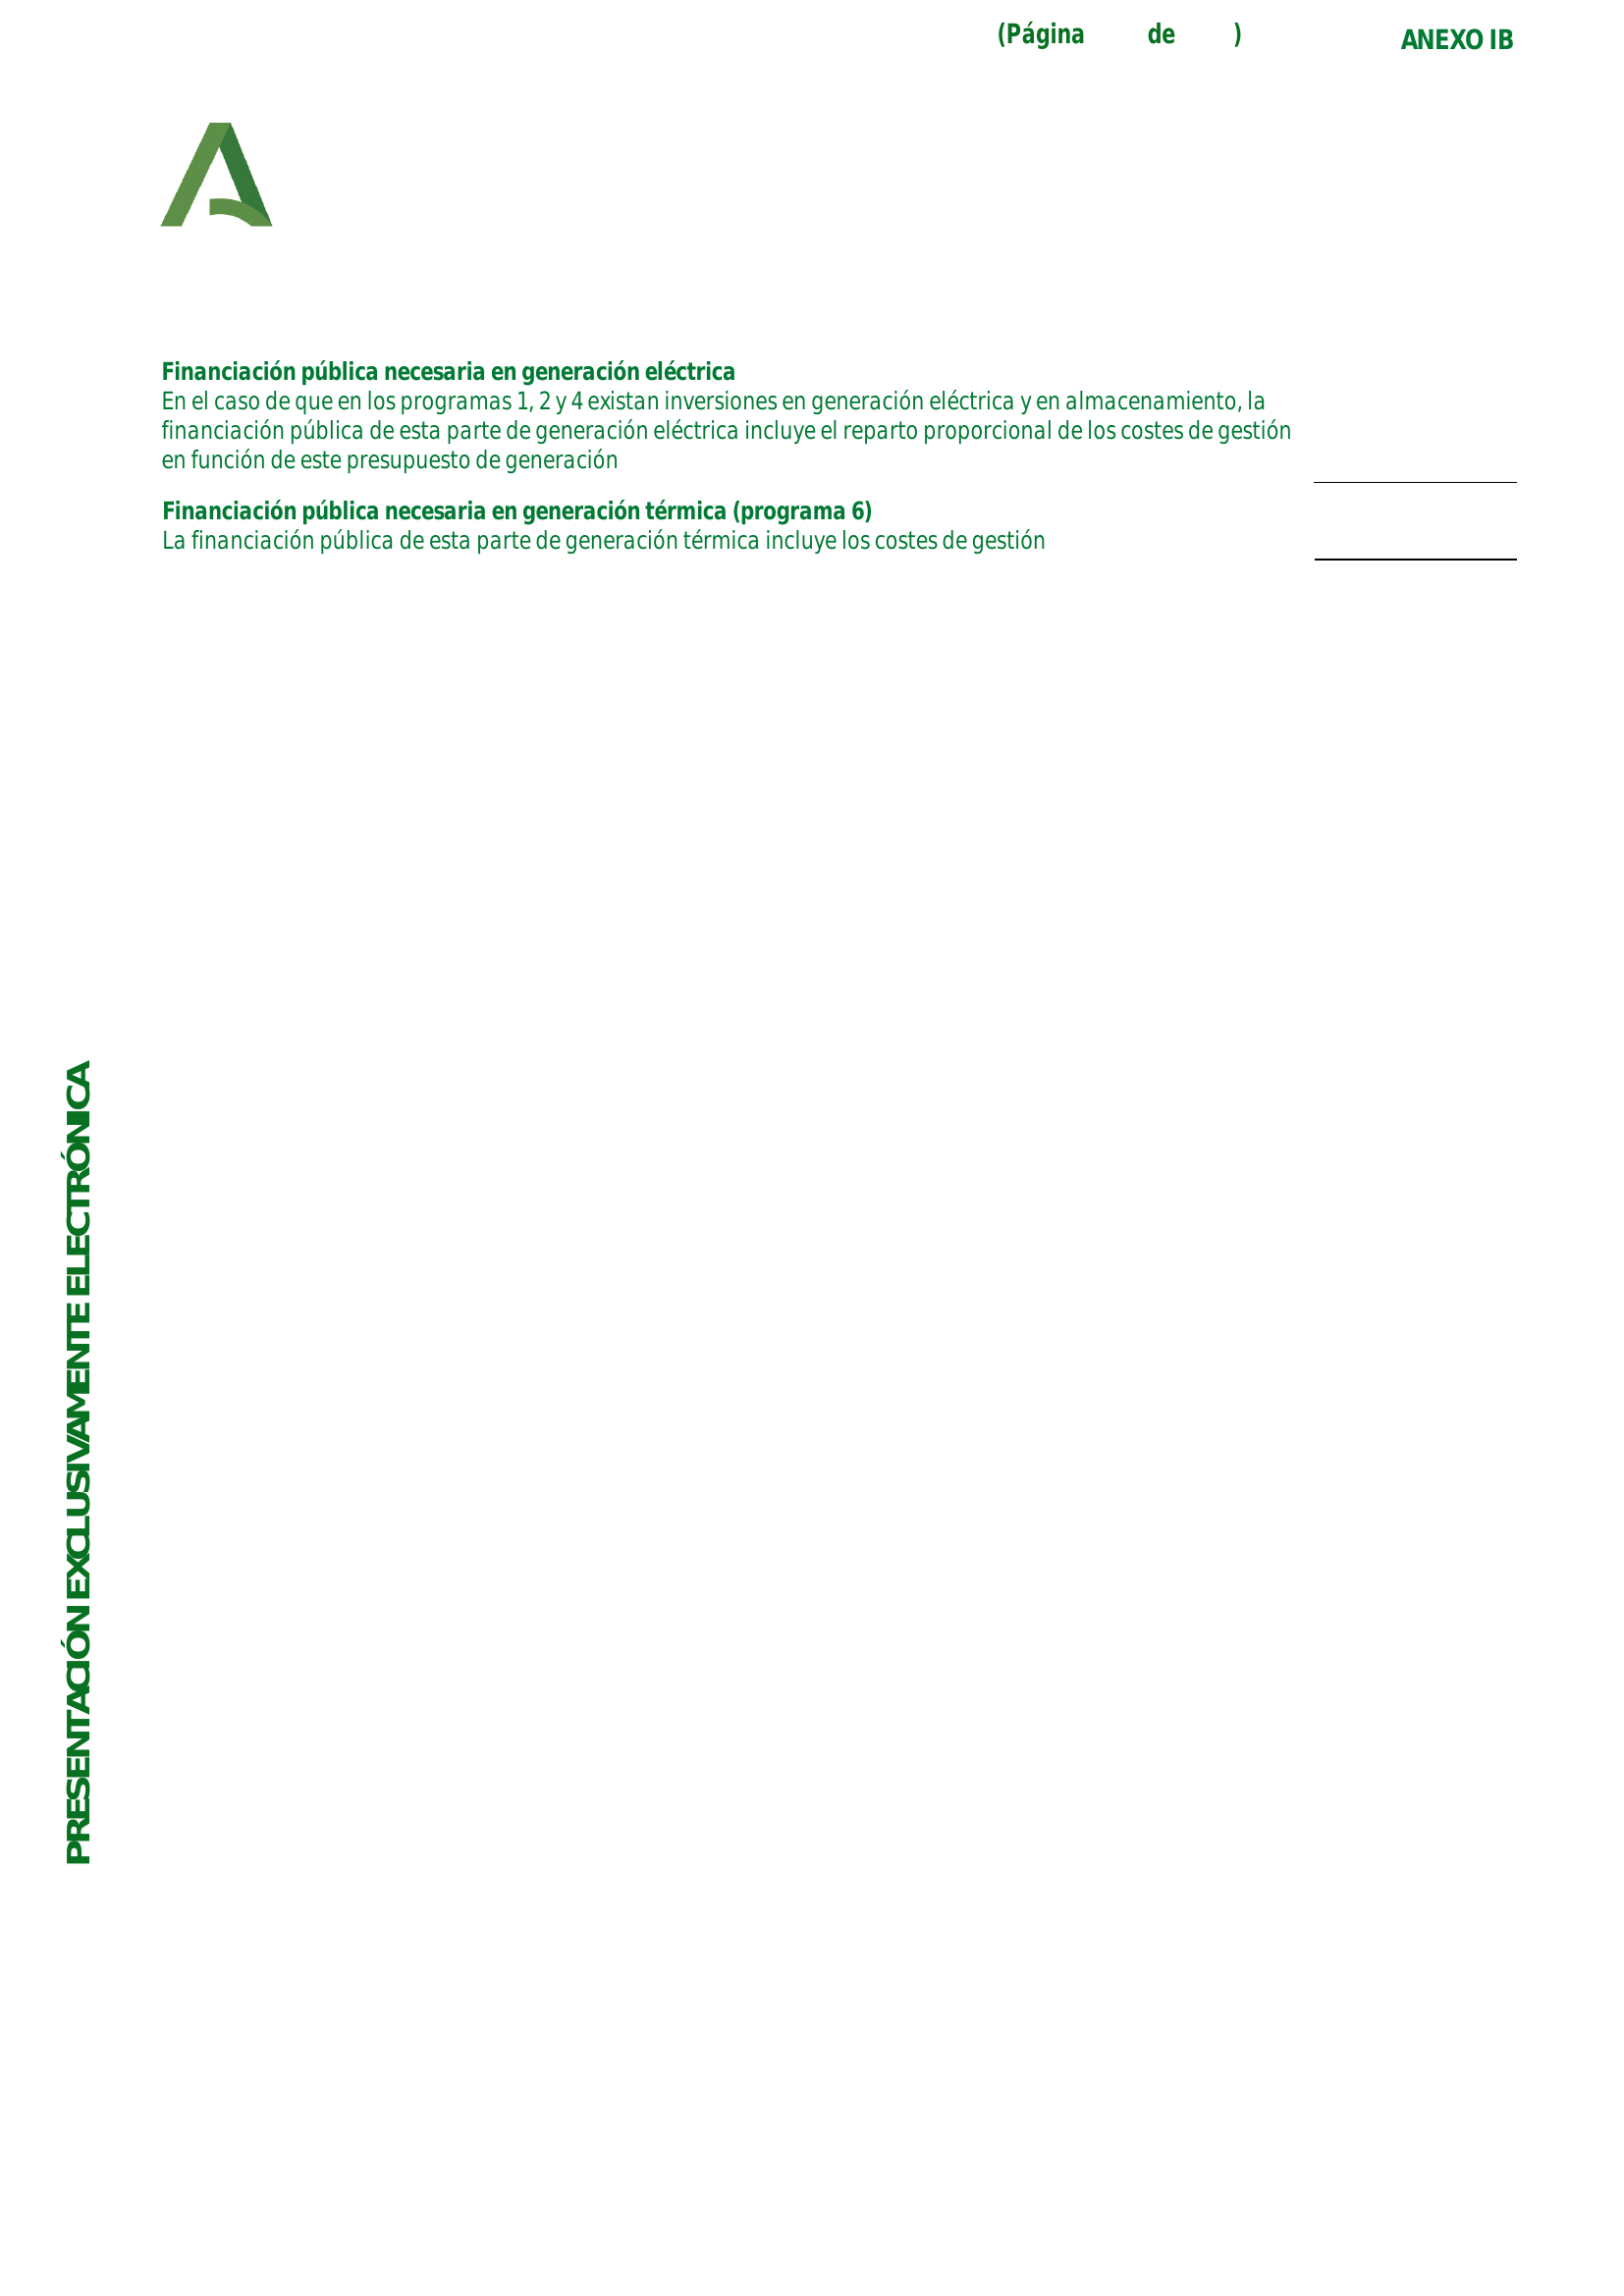 (Página de )
ANEXO IB
Financiación pública necesaria en generación eléctrica
En el caso de que en los programas 1, 2 y 4 existan inversiones en generación eléctrica y en almacenamiento, la
financiación pública de esta parte de generación eléctrica incluye el reparto proporcional de los costes de gestión
en función de este presupuesto de generación
Financiación pública necesaria en generación térmica (programa 6)
La financiación pública de esta parte de generación térmica incluye los costes de gestión
PRESENTACIÓN EXCLUSIVAMENTE ELECTRÓNICA